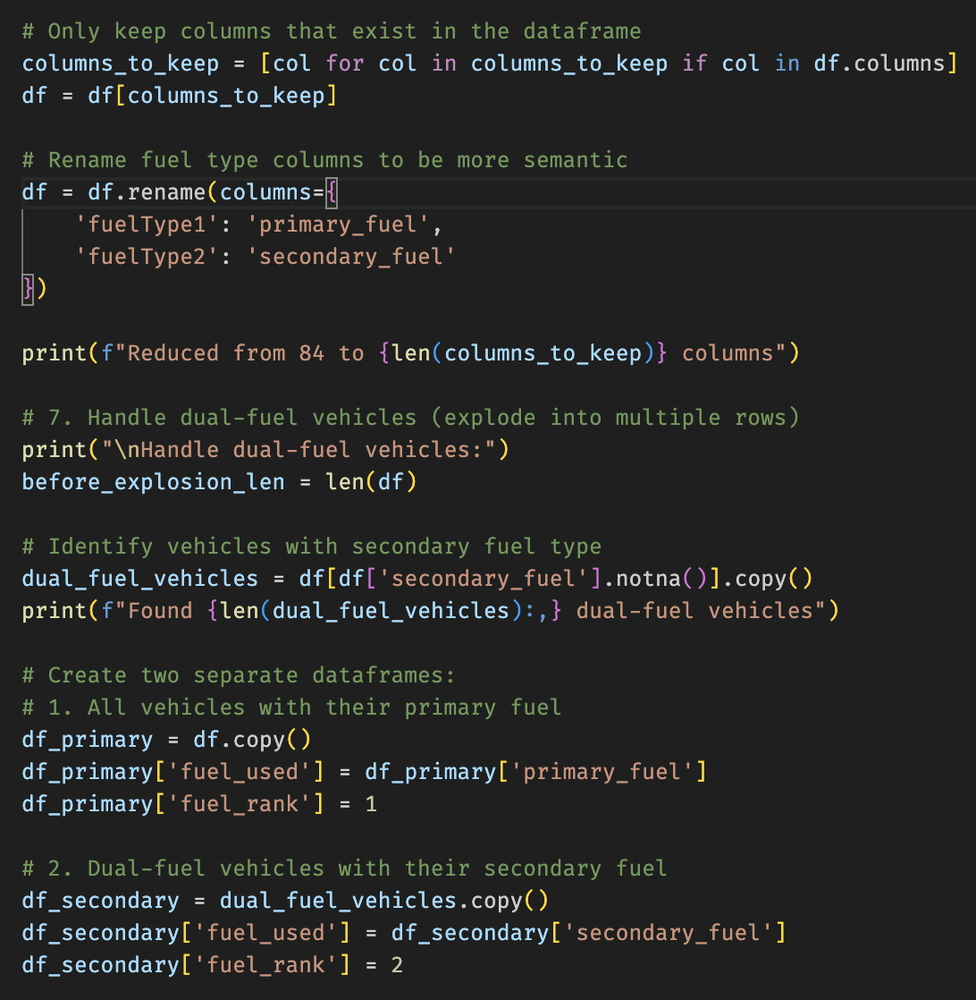 # Only keep columns that exist in the dataframe
columns_to_keep = [col for col in columns_to_keep if col in df.columns]
df = df[columns_to_keep]

# Rename fuel type columns to be more semantic
df = df.rename(columns={
    'fuelType1': 'primary_fuel',
    'fuelType2': 'secondary_fuel'
})

print(f"Reduced from 84 to {len(columns_to_keep)} columns")

# 7. Handle dual-fuel vehicles (explode into multiple rows)
print("\nHandle dual-fuel vehicles:")
before_explosion_len = len(df)

# Identify vehicles with secondary fuel type
dual_fuel_vehicles = df[df['secondary_fuel'].notna()].copy()
print(f"Found {len(dual_fuel_vehicles):,} dual-fuel vehicles")

# Create two separate dataframes:
# 1. All vehicles with their primary fuel
df_primary = df.copy()
df_primary['fuel_used'] = df_primary['primary_fuel']
df_primary['fuel_rank'] = 1

# 2. Dual-fuel vehicles with their secondary fuel
df_secondary = dual_fuel_vehicles.copy()
df_secondary['fuel_used'] = df_secondary['secondary_fuel']
df_secondary['fuel_rank'] = 2